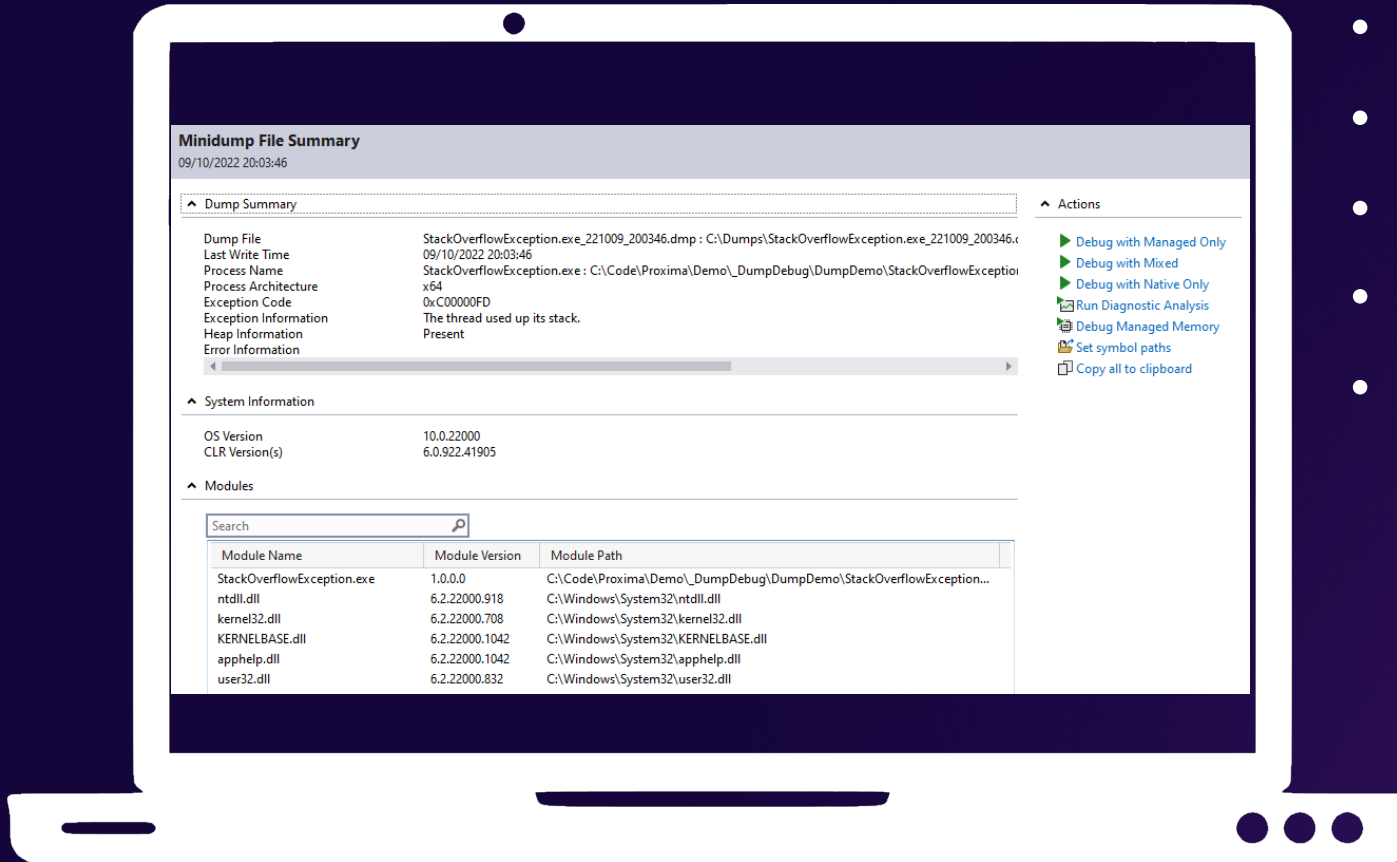 Minidump File Summary
09/10/2022 20:03:46
Dump Summary
Dump File StackOverflowException.exe_221009_200346.dmp : C:\Dumps\StackOverflowException.exe_221009_200346.c
Last Write Time 09/10/2022 20:03:46
Process Name StackOverflowException.exe : C:\Code\Proxima\Demo\_DumpDebug\DumpDemo\StackOverflowException
Process Architecture x64
Exception Code 0xC00000FD
Exception Information The thread used up its stack.
Heap Information Present
Error Information
System Information
OS Version 10.0.22000
CLR Version(s) 6.0.922.41905
Modules
Search
Module Name Module Version Module Path
StackOverflowException.exe 1.0.0.0 C:\Code\Proxima\Demo\_DumpDebug\DumpDemo\StackOverflowException...
ntdll.dll 6.2.22000.918 C:\Windows\System32\ntdll.dll
kernel32.dll 6.2.22000.708 C:\Windows\System32\kernel32.dll
KERNELBASE.dll 6.2.22000.1042 C:\Windows\System32\KERNELBASE.dll
apphelp.dll 6.2.22000.1042 C:\Windows\System32\apphelp.dll
user32.dll 6.2.22000.832 C:\Windows\System32\user32.dll
Actions
Debug with Managed Only
Debug with Mixed
Debug with Native Only
Run Diagnostic Analysis
Debug Managed Memory
Set symbol paths
Copy all to clipboard